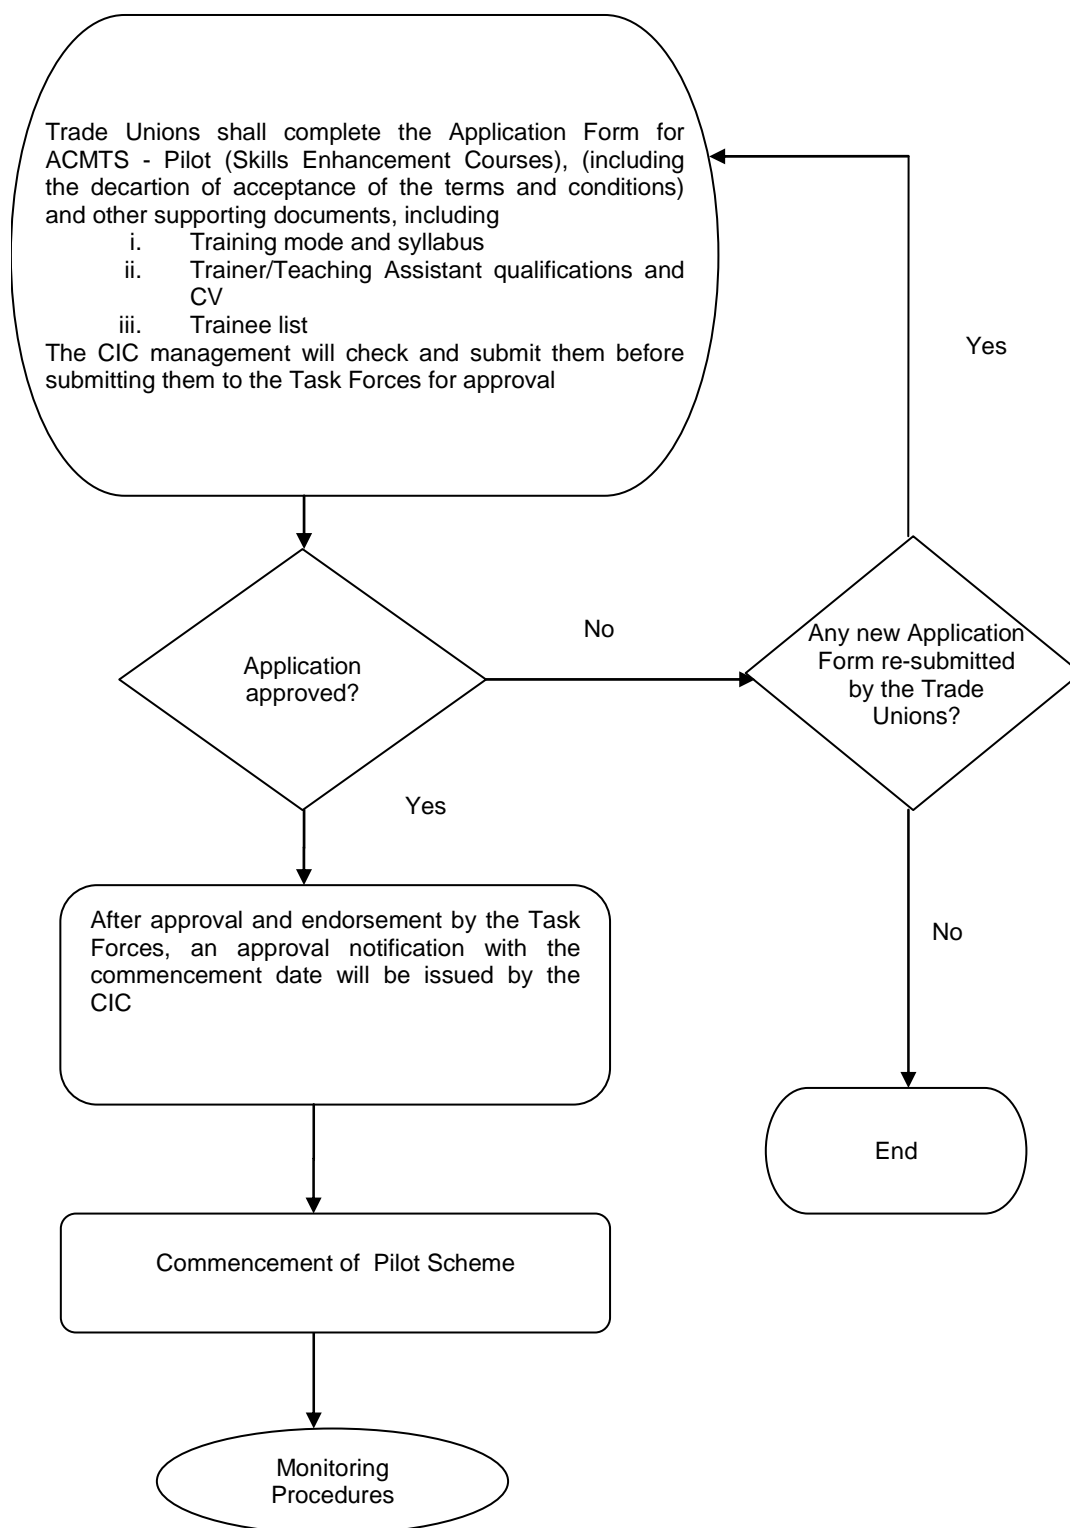 Trade Unions shall complete the Application Form for
ACMTS - Pilot (Skills Enhancement Courses), (including
the decartion of acceptance of the terms and conditions)
and other supporting documents, including
i. Training mode and syllabus
ii. Trainer/Teaching Assistant qualifications and
CV
iii. Trainee list
The CIC management will check and submit them before
submitting them to the Task Forces for approval
Yes
No
Any new Application
Form re-submitted
by the Trade
Unions?
Application
approved?
Yes
After approval and endorsement by the Task
Forces, an approval notification with the
commencement date will be issued by the
CIC
No
End
Commencement of  Pilot Scheme
Monitoring
Procedures